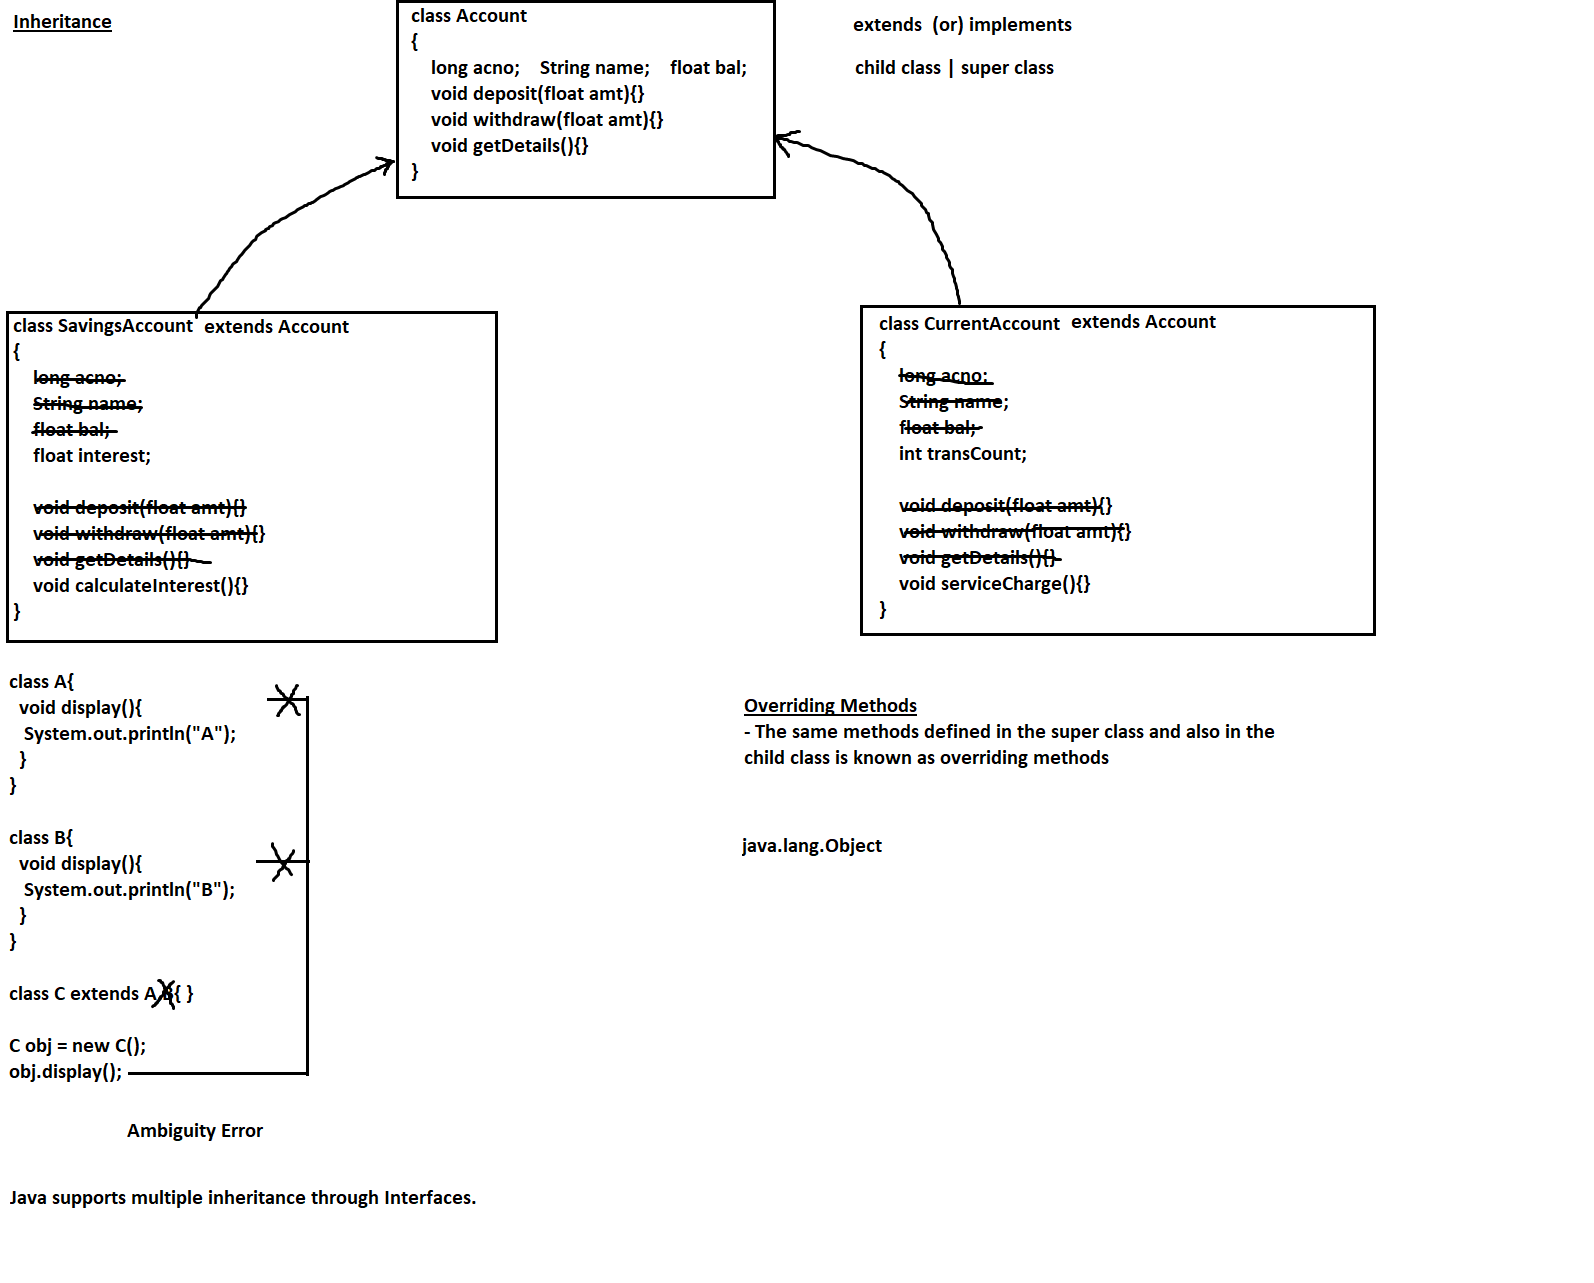 Inheritance
class Account
{
long acno;    String name;    float bal;
void deposit(float amt){}
void withdraw(float amt){}
void getDetails(){}
}
extends  (or) implements
child class | super class
class SavingsAccount  extends Account
{
long acno;
String name;
float bal;
float interest;
void deposit(float amt){}
void withdraw(float amt){}
void getDetails(){}
void calculateInterest(){}
}
class CurrentAccount  extends Account
{
long acno;
String name;
float bal;
int transCount;
void deposit(float amt){}
void withdraw(float amt){}
void getDetails(){}
void serviceCharge(){}
}
class A{
void display(){
System.out.println("A");
}
}
class B{
void display(){
System.out.println("B");
}
}
class C extends A,B{ }
C obj = new C();
obj.display();
Ambiguity Error
Java supports multiple inheritance through Interfaces.
Overriding Methods
- The same methods defined in the super class and also in the
child class is known as overriding methods
java.lang.Object